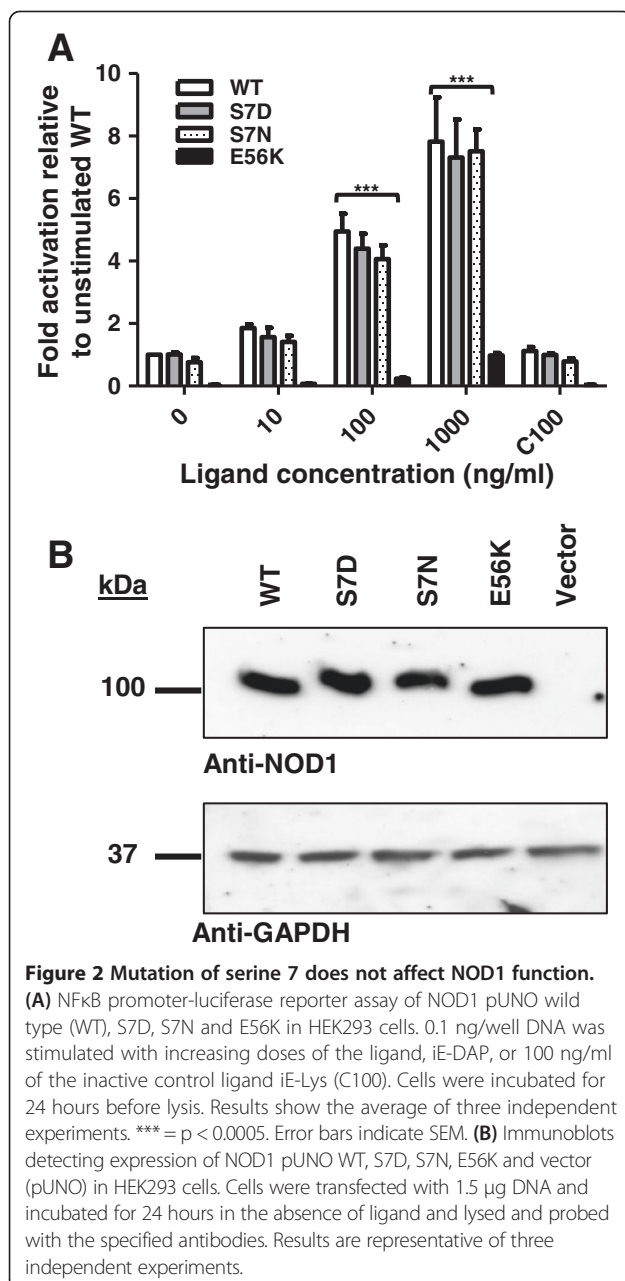 A
Fold activation relative
to unstimulated WT
10
8
6
4
2
0
WT
S7D
S7N
E56K
***
***
0
10
100
1000
C100
Ligand concentration (ng/ml)
B
kDa
WT
S7D
S7N
E56K
Vector
100
Anti-NOD1
37
Anti-GAPDH
Figure 2 Mutation of serine 7 does not affect NOD1 function.
(A) NFκB promoter-luciferase reporter assay of NOD1 pUNO wild
type (WT), S7D, S7N and E56K in HEK293 cells. 0.1 ng/well DNA was
stimulated with increasing doses of the ligand, iE-DAP, or 100 ng/ml
of the inactive control ligand iE-Lys (C100). Cells were incubated for
24 hours before lysis. Results show the average of three independent
experiments. *** = p < 0.0005. Error bars indicate SEM. (B) Immunoblots
detecting expression of NOD1 pUNO WT, S7D, S7N, E56K and vector
(pUNO) in HEK293 cells. Cells were transfected with 1.5 μg DNA and
incubated for 24 hours in the absence of ligand and lysed and probed
with the specified antibodies. Results are representative of three
independent experiments.